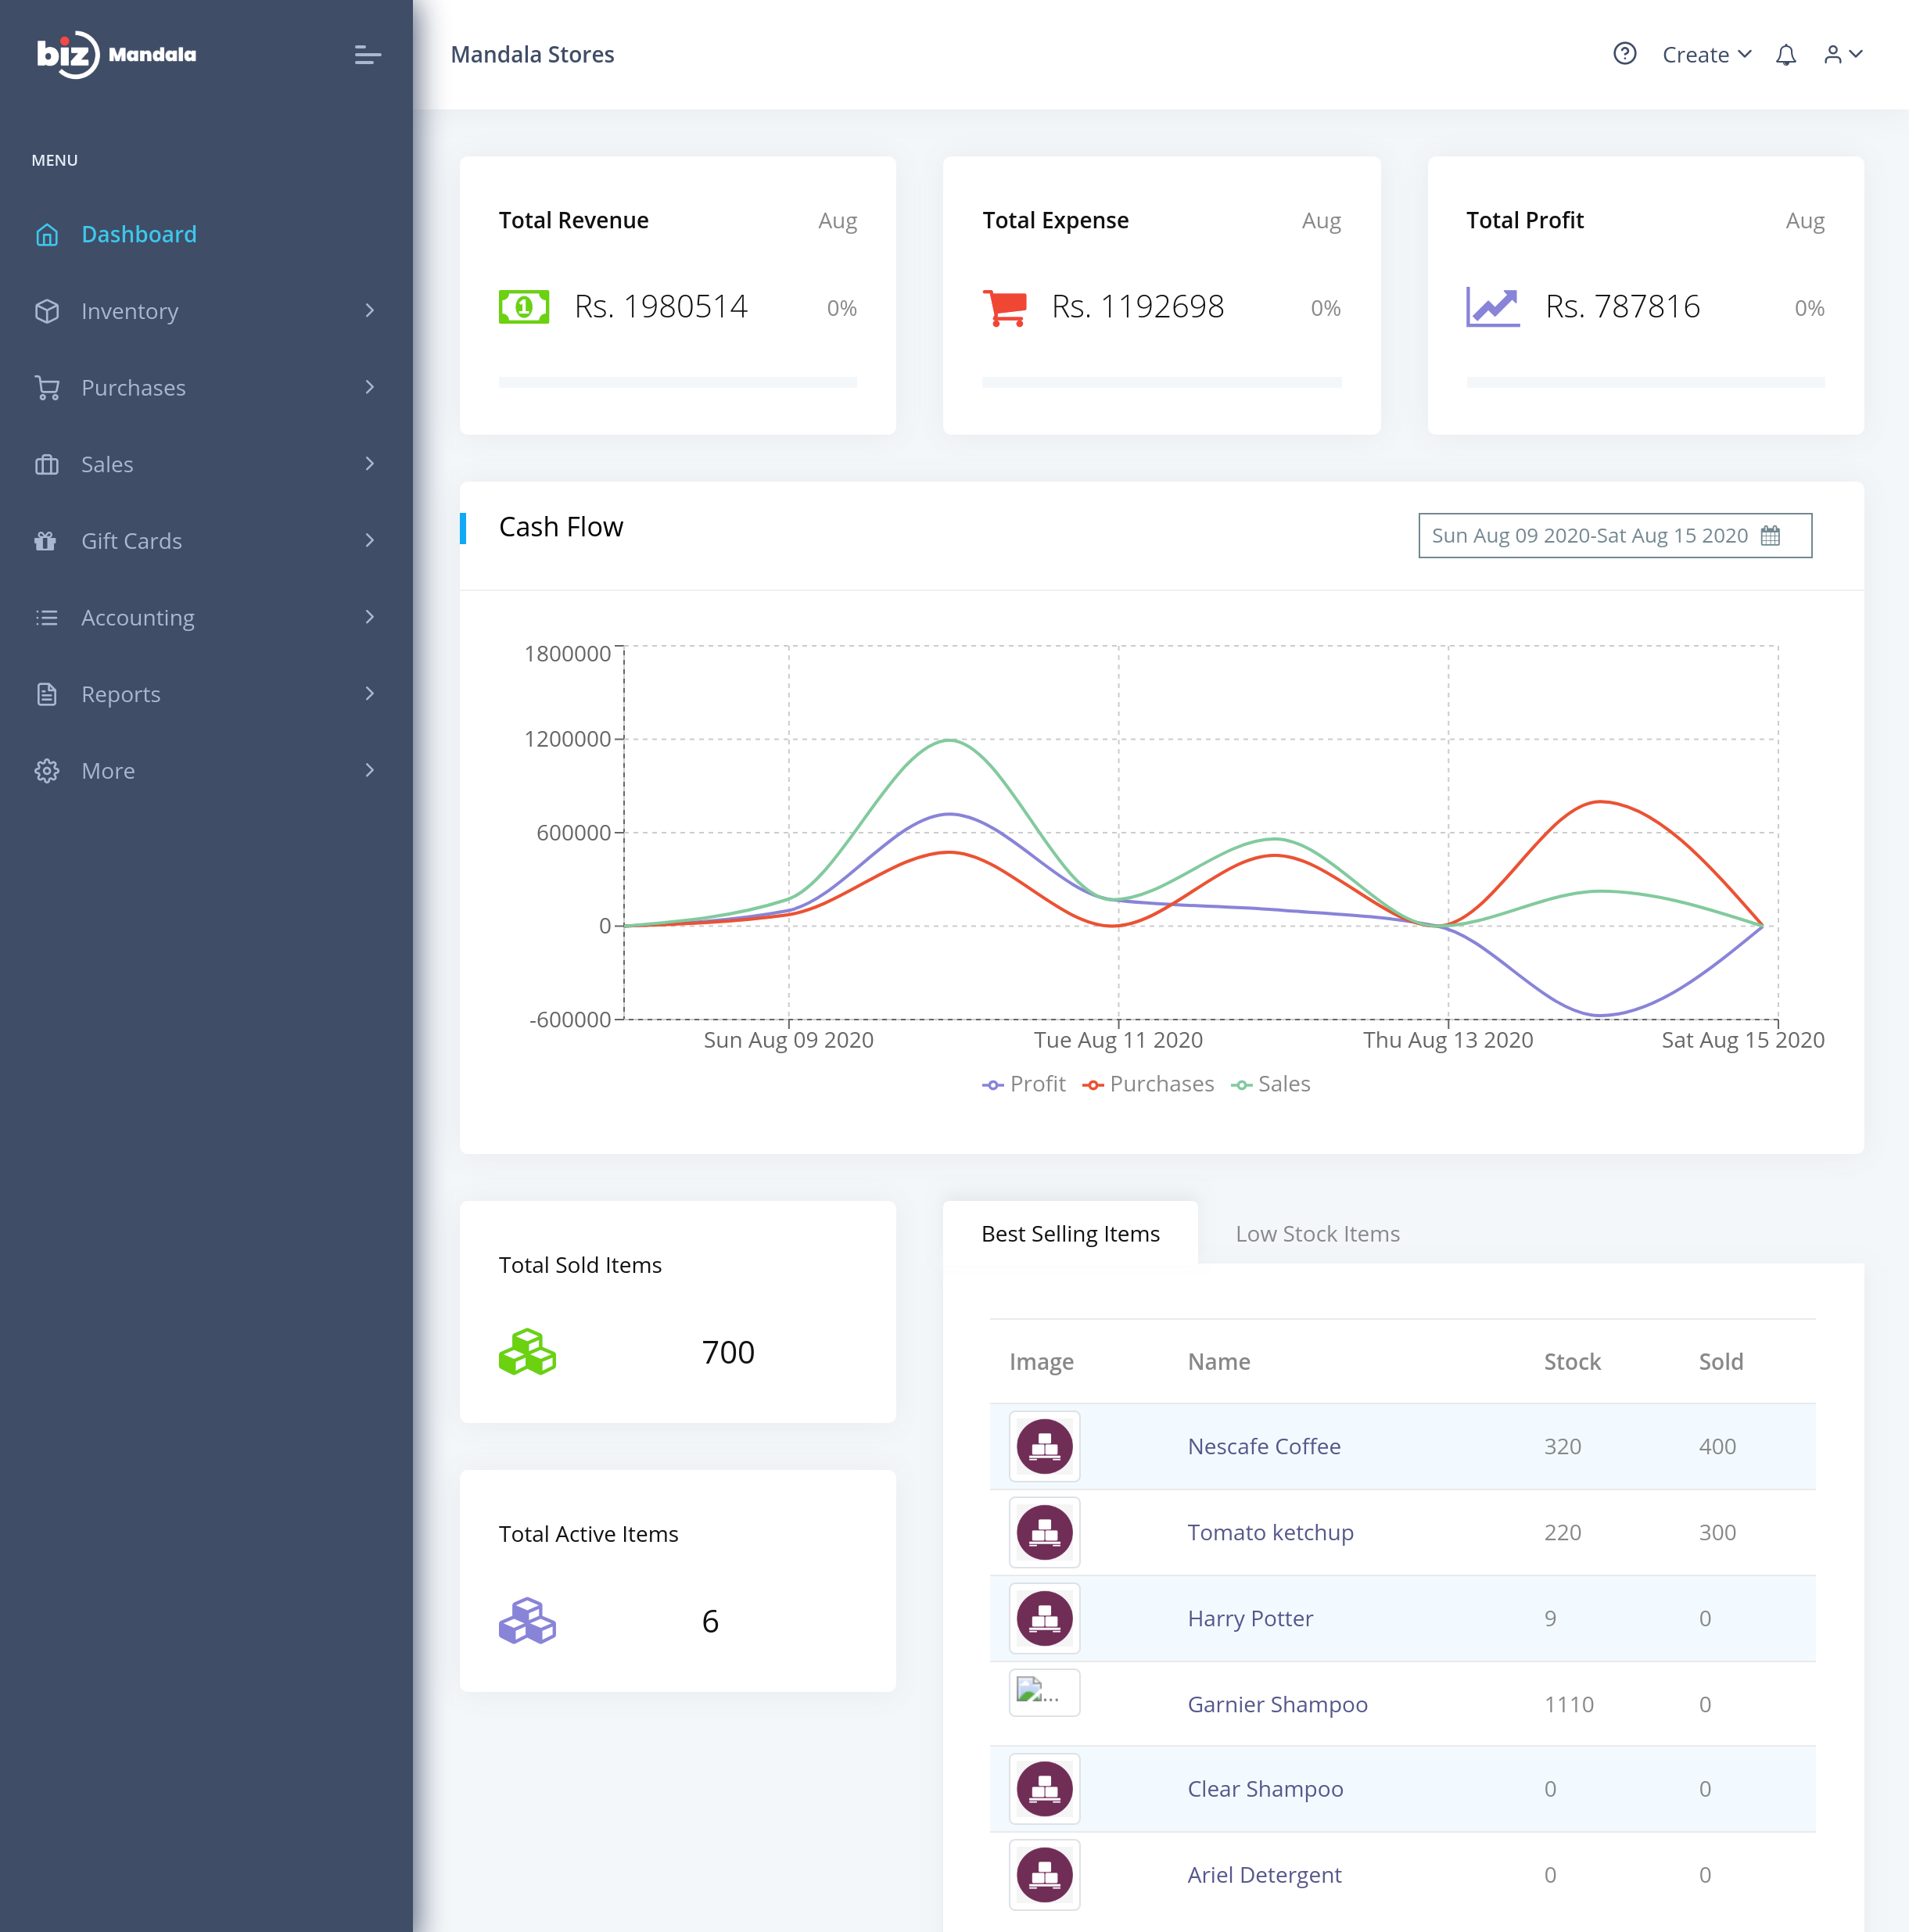 biz Mandala
MENU
Dashboard
Inventory
Purchases
Sales
Gift Cards
Accounting
Reports
More
Mandala Stores
Create
Total Revenue Aug
1 Rs. 1980514 0%
Total Expense Aug
Rs. 1192698 0%
Total Profit Aug
Rs. 787816 0%
Cash Flow
Sun Aug 09 2020-Sat Aug 15 2020
1800000
1200000
600000
0
-600000
Sun Aug 09 2020 Tue Aug 11 2020 Thu Aug 13 2020 Sat Aug 15 2020
Profit Purchases Sales
Total Sold Items
700
Total Active Items
6
Best Selling Items Low Stock Items
Image Name Stock Sold
Nescafe Coffee 320 400
Tomato ketchup 220 300
Harry Potter 9 0
... Garnier Shampoo 1110 0
Clear Shampoo 0 0
Ariel Detergent 0 0